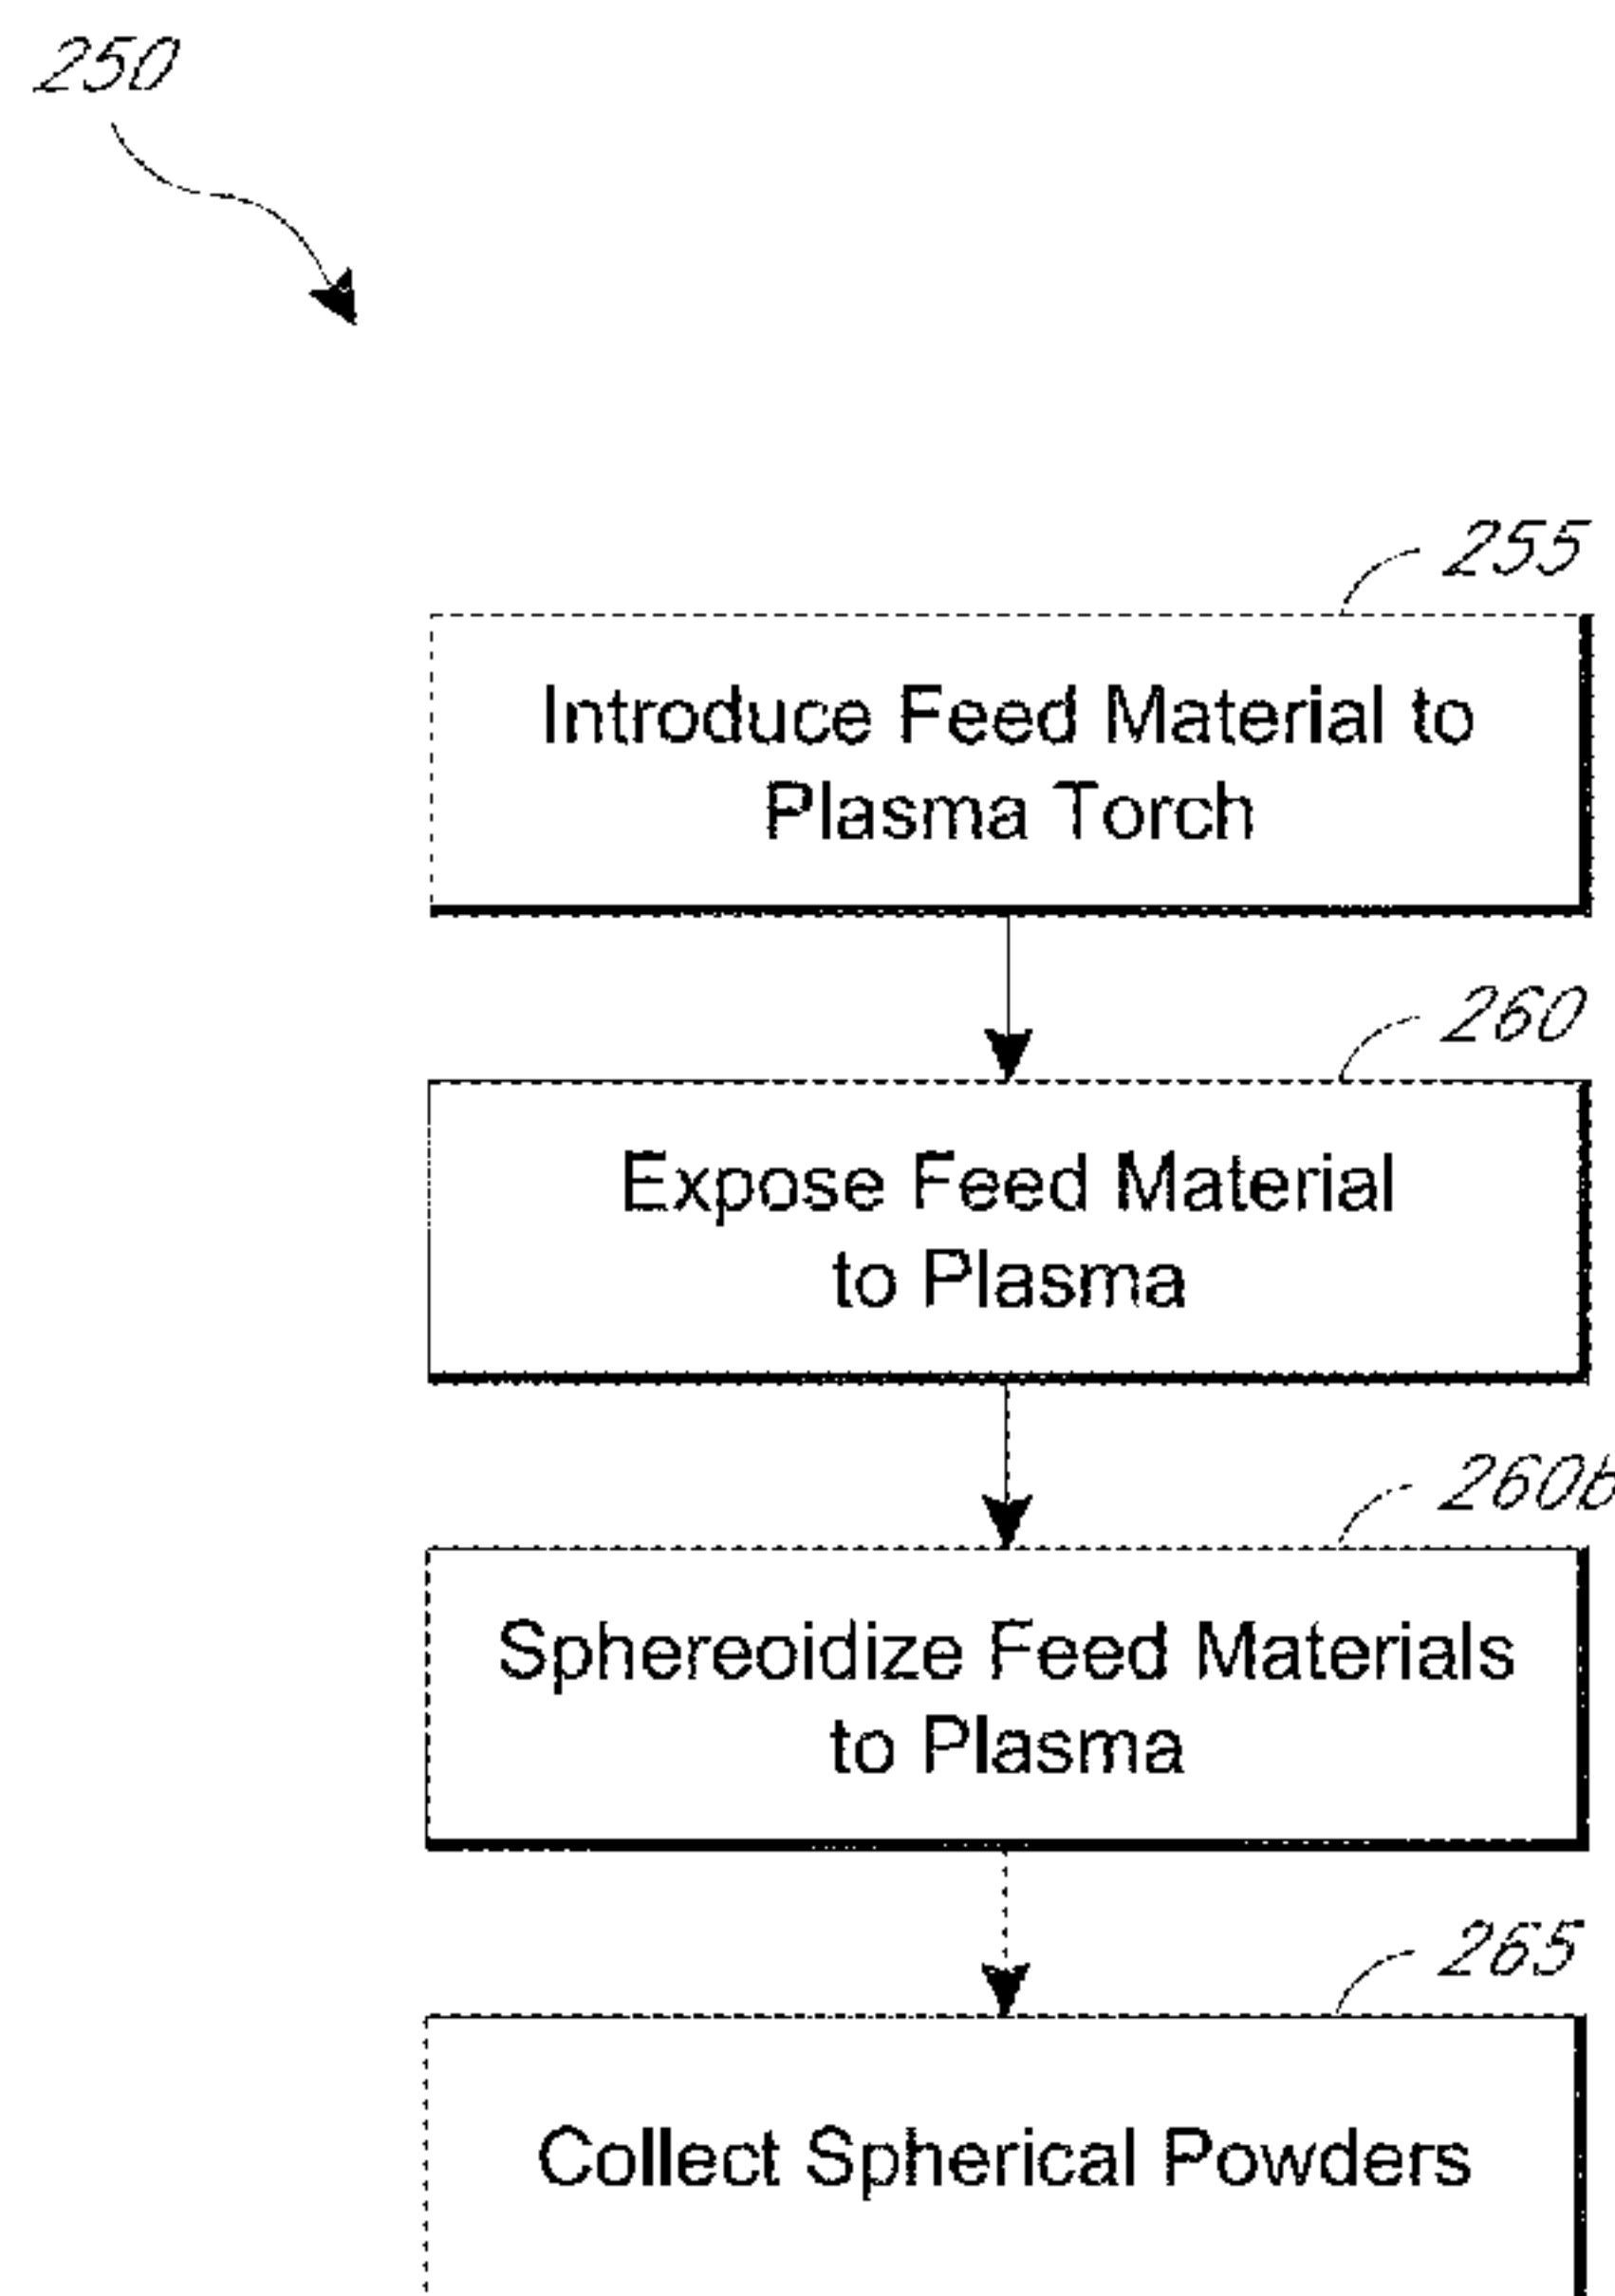 250
255
Introduce Feed Material to
Plasma Torch
260
Expose Feed Material
to Plasma
260b
Sphereoidize Feed Materials
to Plasma
265
Collect Spherical Powders